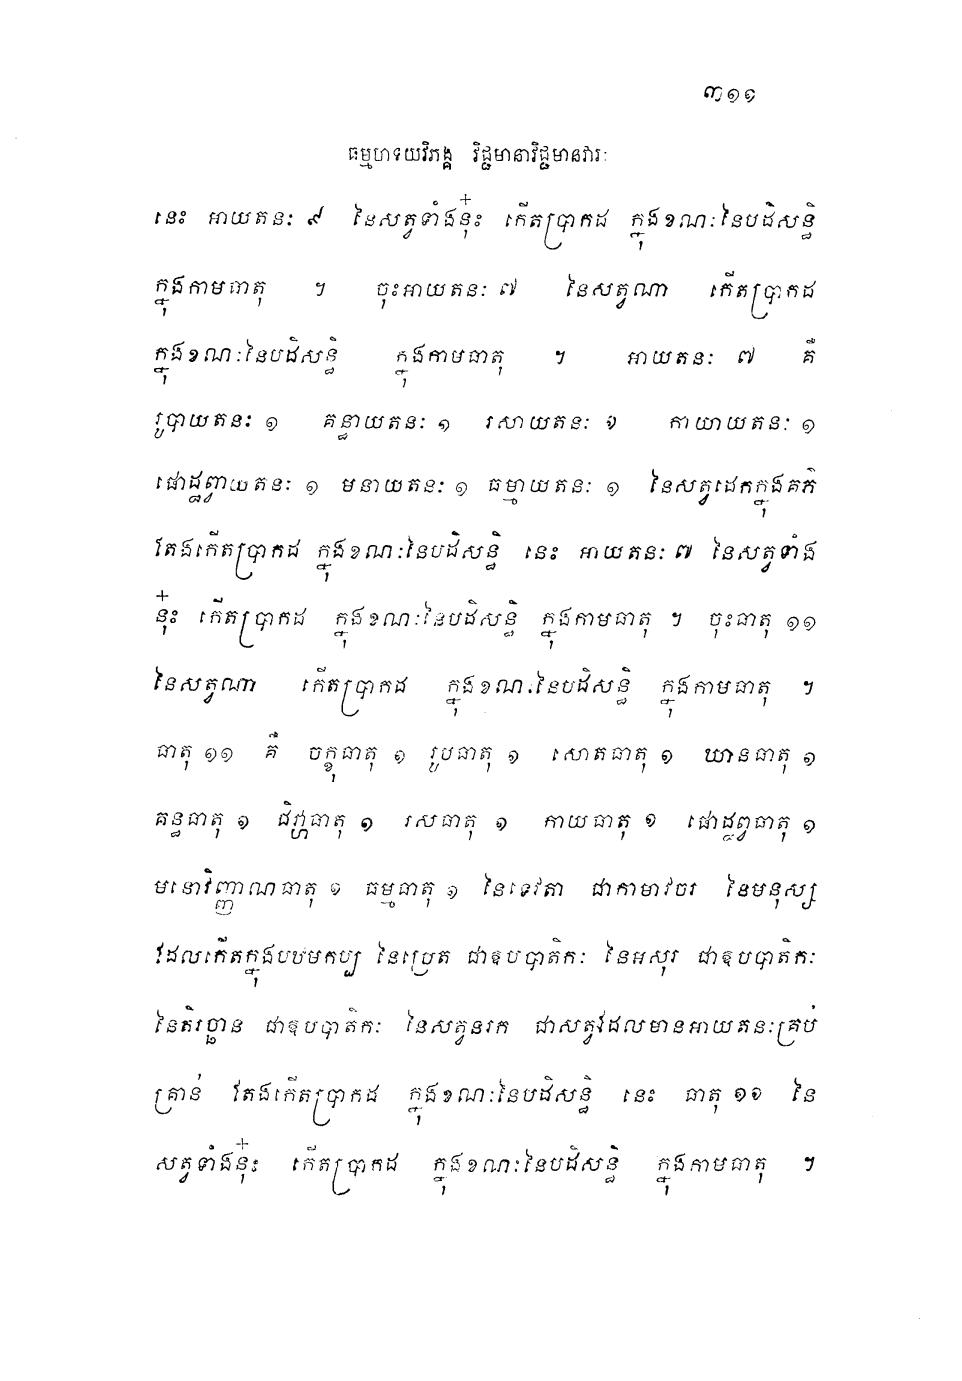 ៣១១
ធម្មហទយវិភង្គ វិជ្ជមានាវិជ្ជមានវារៈ
នេះ អាយតនៈ ៩ នៃសត្វទាំងនុ៎ះ កើតប្រាកដ ក្នុងខណៈនៃបដិសន្ធិ
ក្នុងកាមធាតុ ។ ចុះអាយតនៈ ៧ នៃសត្វណា កើតប្រាកដ
ក្នុងខណៈនៃបដិសន្ធិ ក្នុងកាមធាតុ ។ អាយតនៈ ៧ គឺ
រូបាយតនៈ ១ គន្ធាយតនៈ ១ រសាយតនៈ ១ កាយាយតនៈ ១
ផោដ្ឋព្វាយតនៈ ១ មនាយតនៈ ១ ធម្មាយតនៈ ១ នៃសត្វដេកក្នុងគភ៌
តែងកើតប្រាកដ ក្នុងខណៈនៃបដិសន្ធិ នេះ អាយតនៈ ៧ នៃសត្វទាំង
នុ៎ះ កើតប្រាកដ ក្នុងខណៈនៃបដិសន្ធិ ក្នុងកាមធាតុ ។ ចុះធាតុ ១១
នៃសត្វណា កើតប្រាកដ ក្នុងខណៈនៃបដិសន្ធិ ក្នុងកាមធាតុ ។
ធាតុ ១១ គឺ ចក្ខុធាតុ ១ រូបធាតុ ១ សោតធាតុ ១ ឃានធាតុ ១
គន្ធធាតុ ១ ជិវ្ហាធាតុ ១ រសធាតុ ១ កាយធាតុ ១ ផោដ្ឋព្វធាតុ ១
មនោវិញ្ញាណធាតុ ១ ធម្មធាតុ ១ នៃទេវតា ជាកាមាវចរ នៃមនុស្ស
ដែលកើតក្នុងបឋមកប្ប នៃប្រេត ជាឧបបាតិកៈ នៃអសុរ ជាឧបបាតិកៈ
នៃតិរច្ឆាន ជាឧបបាតិកៈ នៃសត្វនរក ជាសត្វដែលមានអាយតនៈគ្រប់
គ្រាន់ តែងកើតប្រាកដ ក្នុងខណៈនៃបដិសន្ធិ នេះ ធាតុ ១១ នៃ
សត្វទាំងនុ៎ះ កើតប្រាកដ ក្នុងខណៈនៃបដិសន្ធិ ក្នុងកាមធាតុ ។